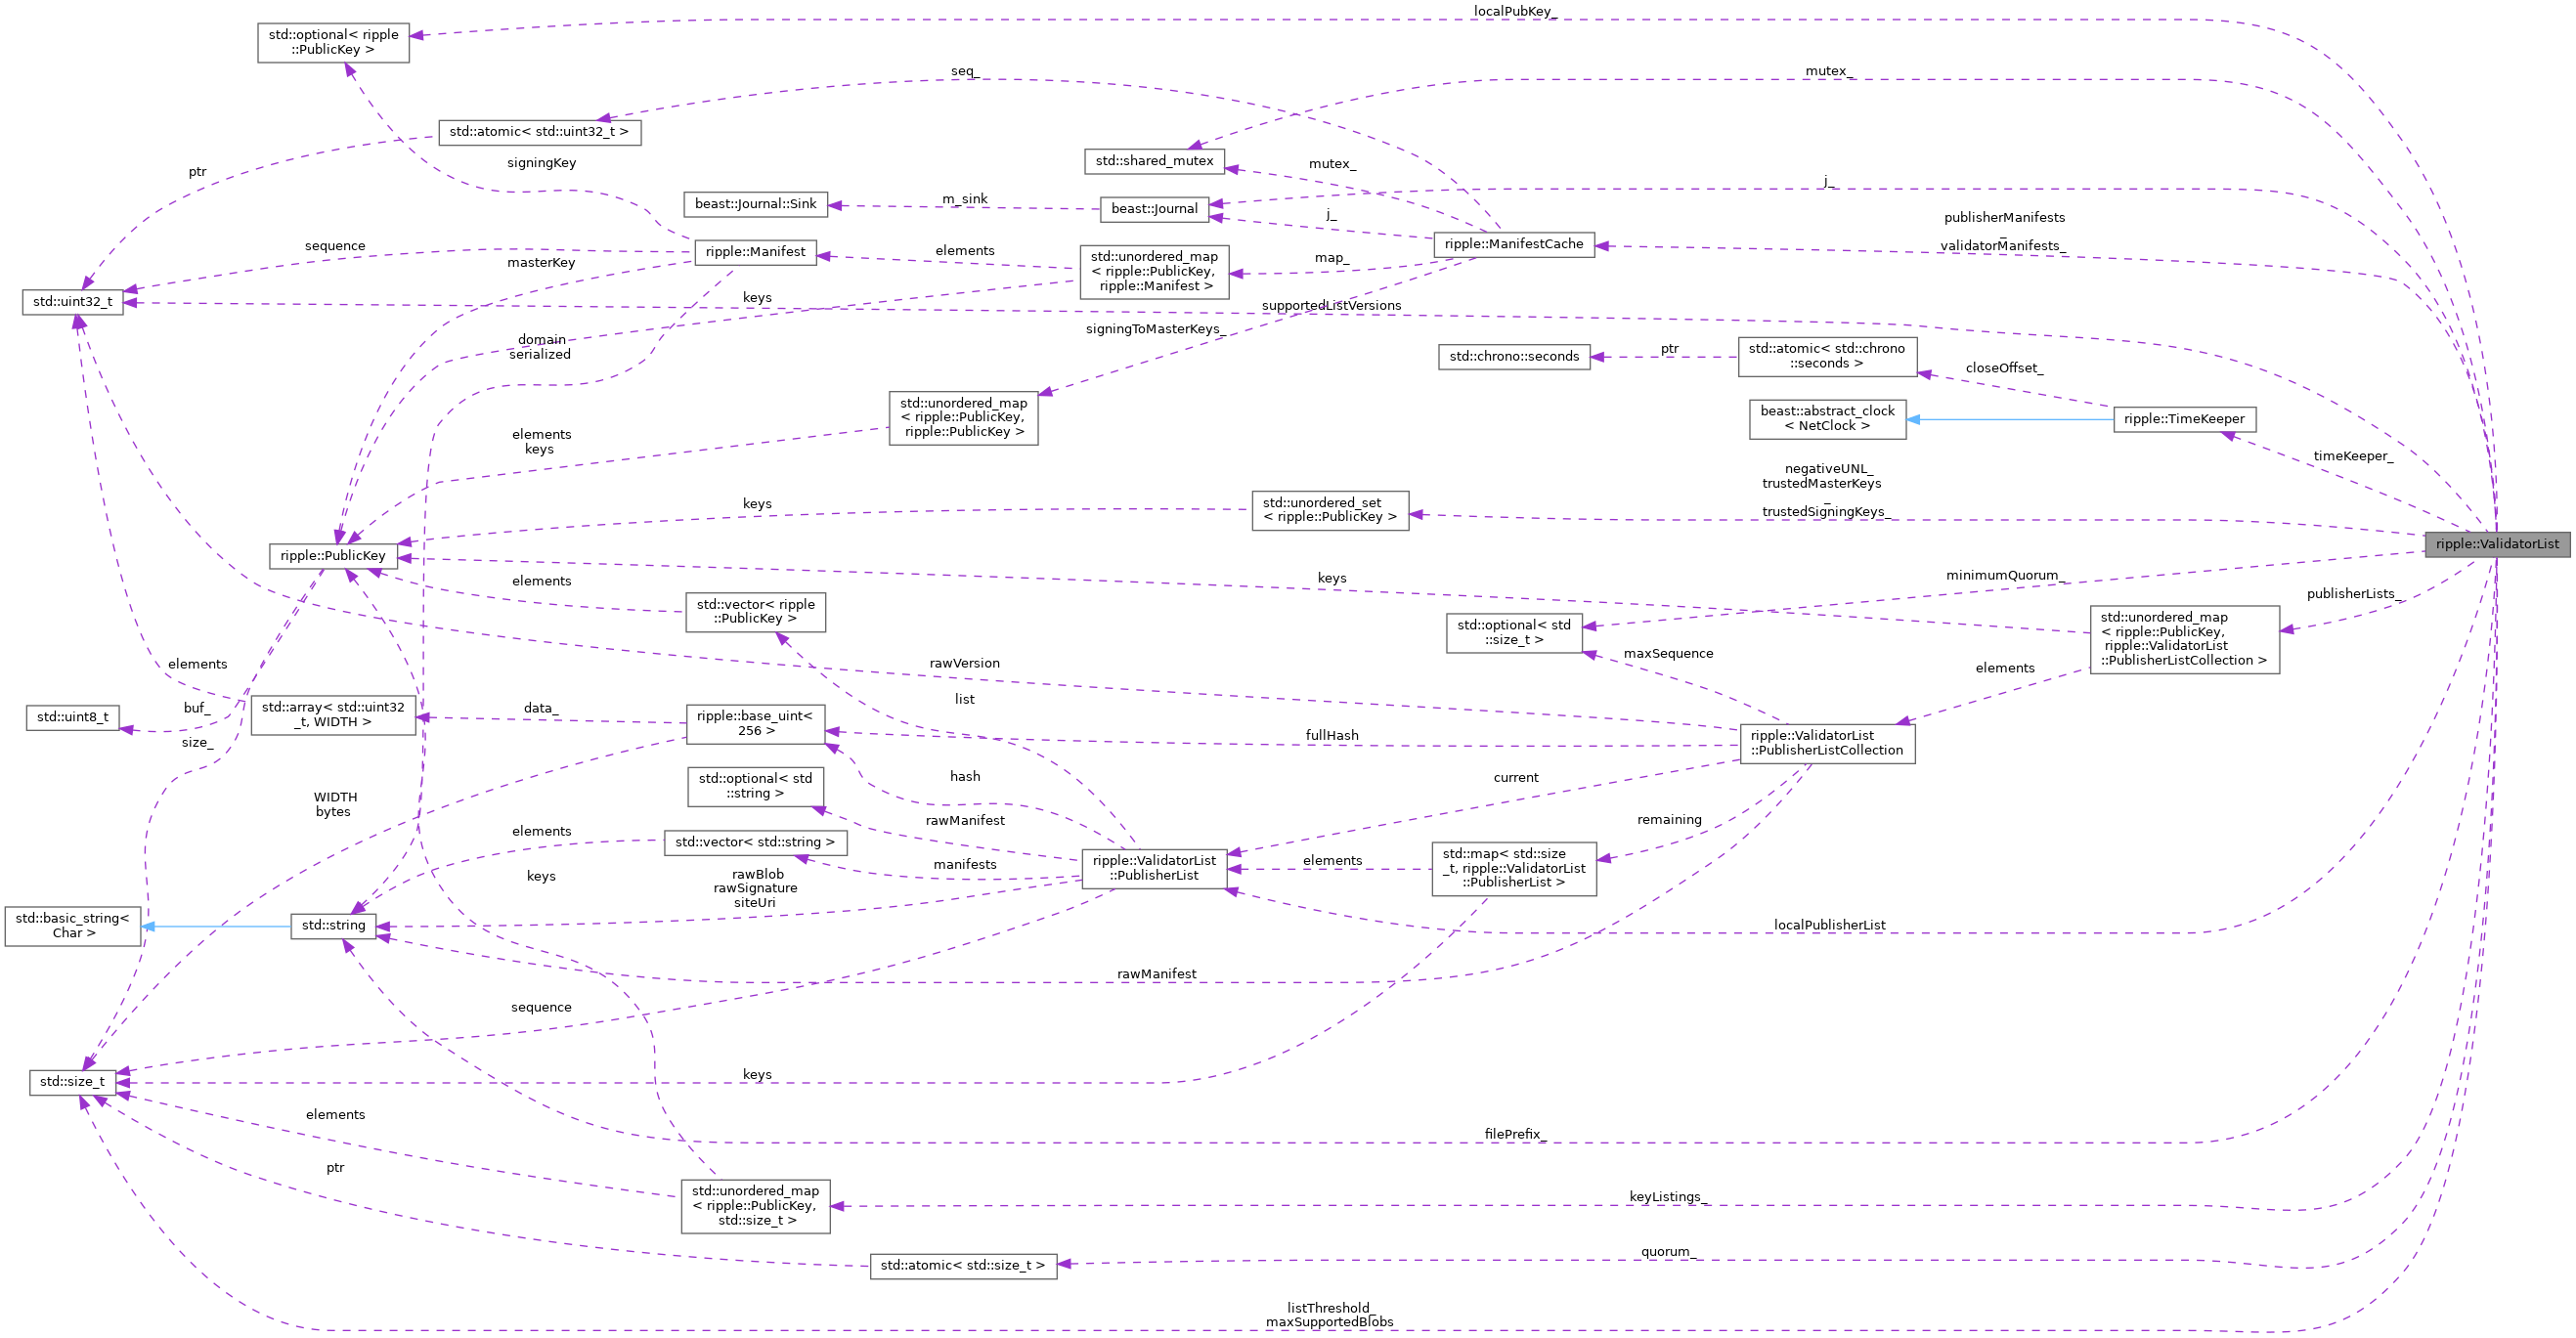 localPubKey_
std::optional< ripple
::PublicKey >
seq_
mutex_
std::atomic< std::uint32_t >
signingKey
ptr
std::shared_mutex
mutex_
j_
beast::Journal::Sink
m_sink
beast::Journal
j_
publisherManifests
_
validatorManifests_
ripple::ManifestCache
sequence
ripple::Manifest
elements
std::unordered_map
< ripple::PublicKey,
ripple::Manifest >
map_
masterKey
std::uint32_t
keys
supportedListVersions
signingToMasterKeys_
domain
serialized
std::chrono::seconds
ptr
std::atomic< std::chrono
::seconds >
closeOffset_
std::unordered_map
< ripple::PublicKey,
ripple::PublicKey >
beast::abstract_clock
< NetClock >
ripple::TimeKeeper
elements
keys
timeKeeper_
negativeUNL_
trustedMasterKeys
_
trustedSigningKeys_
keys
std::unordered_set
< ripple::PublicKey >
ripple::PublicKey
ripple::ValidatorList
elements
keys
minimumQuorum_
publisherLists_
std::vector< ripple
::PublicKey >
std::optional< std
::size_t >
std::unordered_map
< ripple::PublicKey,
ripple::ValidatorList
::PublisherListCollection >
elements
rawVersion
maxSequence
elements
list
std::uint8_t
buf_
std::array< std::uint32
_t, WIDTH >
data_
ripple::base_uint<
256 >
size_
fullHash
ripple::ValidatorList
::PublisherListCollection
hash
current
std::optional< std
::string >
WIDTH
bytes
rawManifest
remaining
elements
std::vector< std::string >
manifests
ripple::ValidatorList
::PublisherList
elements
std::map< std::size
_t, ripple::ValidatorList
::PublisherList >
keys
rawBlob
rawSignature
siteUri
std::basic_string<
Char >
std::string
localPublisherList
rawManifest
sequence
std::size_t
keys
elements
filePrefix_
ptr
std::unordered_map
< ripple::PublicKey,
std::size_t >
keyListings_
std::atomic< std::size_t >
quorum_
listThreshold_
maxSupportedBlobs